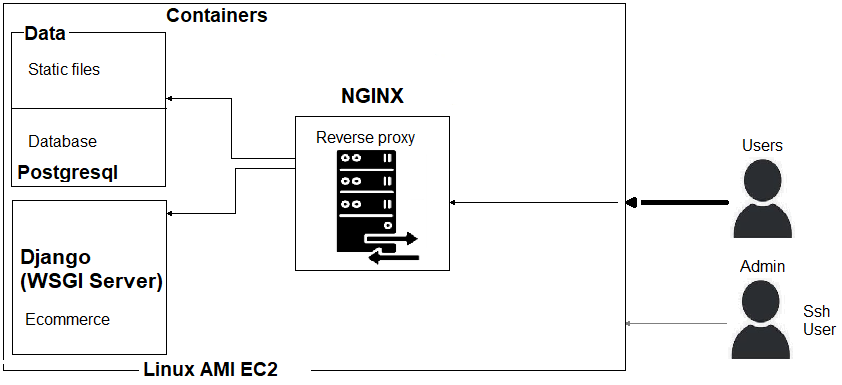 Containers
Data
Static files
Database
Postgresql
Django
(WSGI Server)
Ecommerce
NGINX
Reverse proxy
Users
Admin
Ssh
User
Linux AMI EC2